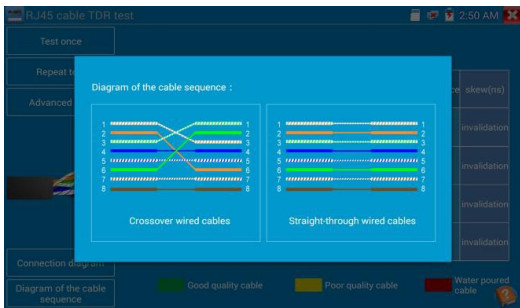 RJ45 cable TDR test
2:50 AM
Test once
Repeat t
Advanced
ce skew(ns)
invalidation
invalidation
invalidation
invalidation
Diagram of the cable sequence :
1 1
2 2
3 3
4 4
5 5
6 6
7 7
8 8
Crossover wired cables
1 1
2 2
3 3
4 4
5 5
6 6
7 7
8 8
Straight-through wired cables
Connection diagram
Diagram of the cable
sequence
Good quality cable
Poor quality cable
Water poured
cable